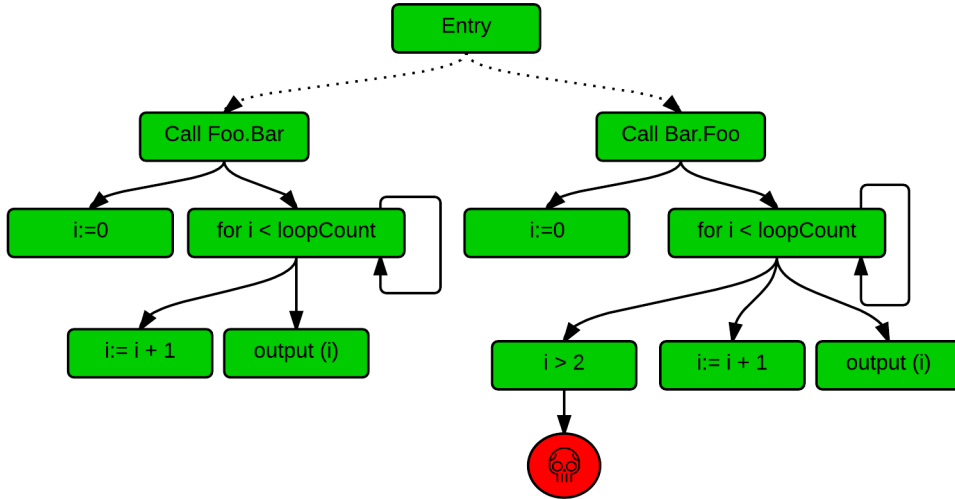 Entry
Call Foo.Bar
Call Bar.Foo
i:=0
for i < loopCount
i:=0
for i < loopCount
i:= i + 1
output (i)
i > 2
i:= i + 1
output (i)